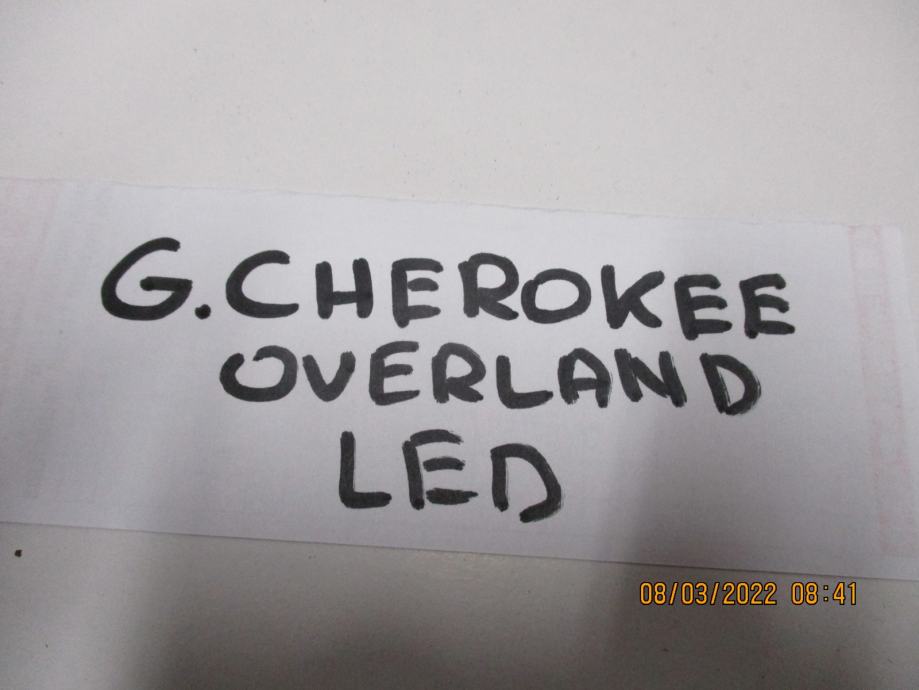 G.CHEROKEE
OVERLAND
LED
08/03/2022 08:41